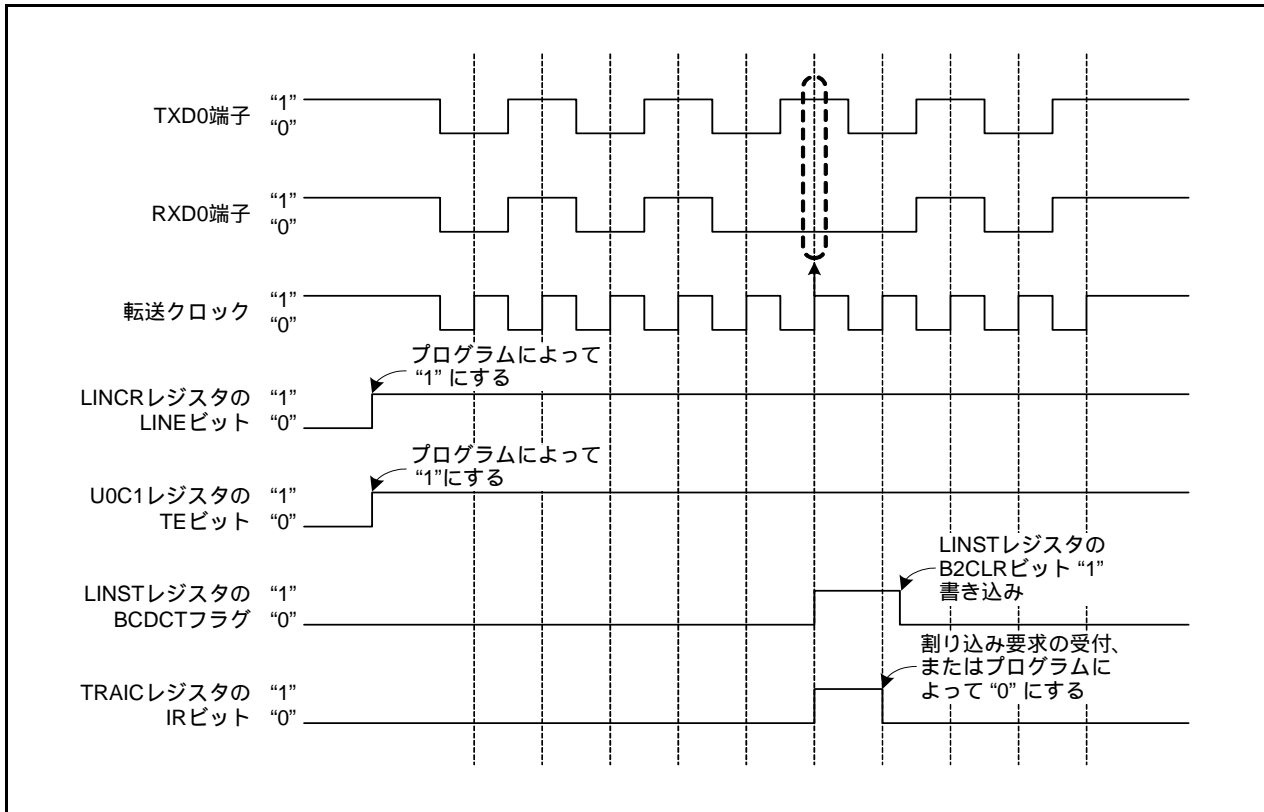 TXD0端子 “1”
“0”
RXD0端子 “1”
“0”
転送クロック “1”
“0”
プログラムによって
“1” にする
LINCRレジスタの “1”
LINEビット “0”
プログラムによって
“1”にする
U0C1レジスタの “1”
TEビット “0”
LINSTレジスタの
B2CLRビット “1”
書き込み
LINSTレジスタの “1”
BCDCTフラグ “0”
割り込み要求の受付、
またはプログラムに
よって “0” にする
TRAICレジスタの “1”
IRビット “0”